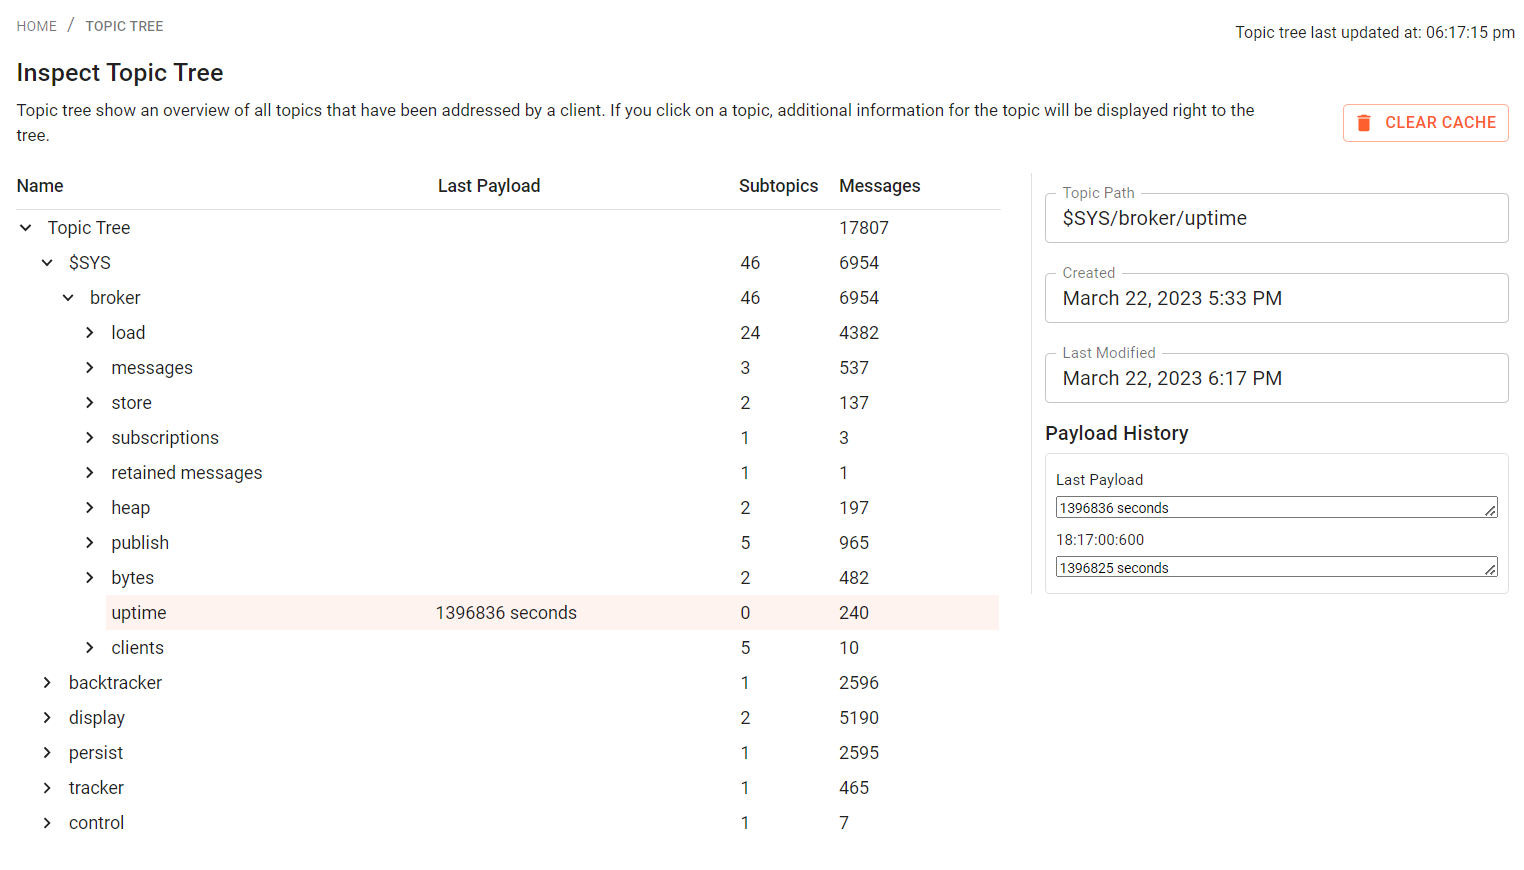 HOME / TOPIC TREE
Topic tree last updated at: 06:17:15 pm
Inspect Topic Tree
Topic tree show an overview of all topics that have been addressed by a client. If you click on a topic, additional information for the topic will be displayed right to the
tree.
CLEAR CACHE
Name Last Payload Subtopics Messages
Topic Tree 17807
$SYS 46 6954
broker 46 6954
load 24 4382
messages 3 537
store 2 137
subscriptions 1 3
retained messages 1 1
heap 2 197
publish 5 965
bytes 2 482
uptime 1396836 seconds 0 240
clients 5 10
backtracker 1 2596
display 2 5190
persist 1 2595
tracker 1 465
control 1 7
Topic Path
$SYS/broker/uptime
Created
March 22, 2023 5:33 PM
Last Modified
March 22, 2023 6:17 PM
Payload History
Last Payload
1396836 seconds
18:17:00:600
1396825 seconds